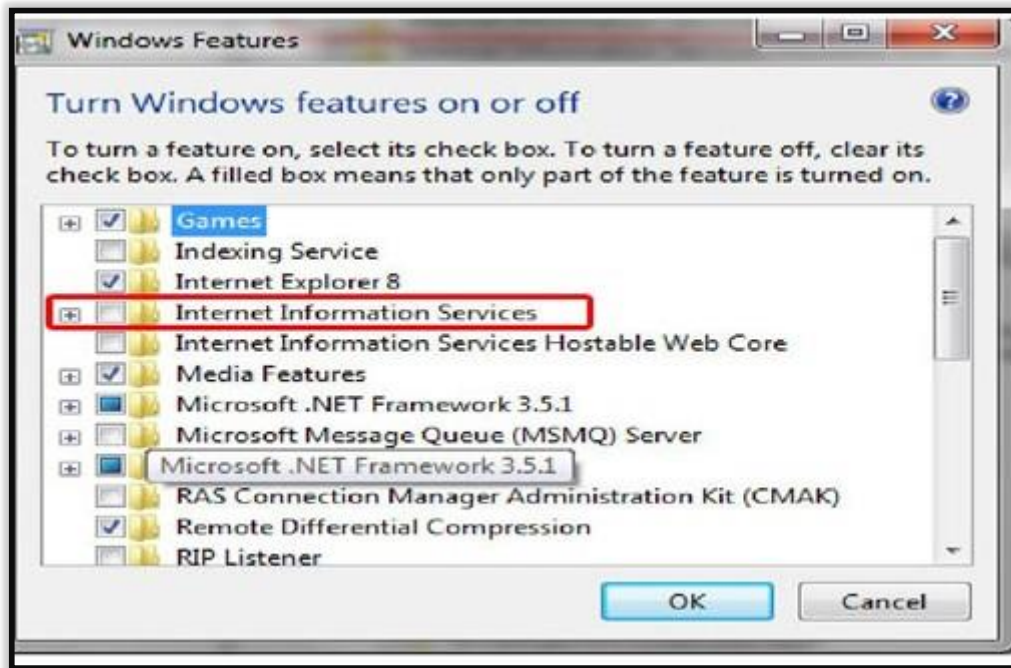 Windows Features
Turn Windows features on or off
To turn a feature on, select its check box. To turn a feature off, clear its
check box. A filled box means that only part of the feature is turned on.
Games
Indexing Service
Internet Explorer 8
Internet Information Services
Internet Information Services Hostable Web Core
Media Features
Microsoft .NET Framework 3.5.1
Microsoft Message Queue (MSMQ) Server
Microsoft .NET Framework 3.5.1
RAS Connection Manager Administration Kit (CMAK)
Remote Differential Compression
RIP Listener
OK Cancel